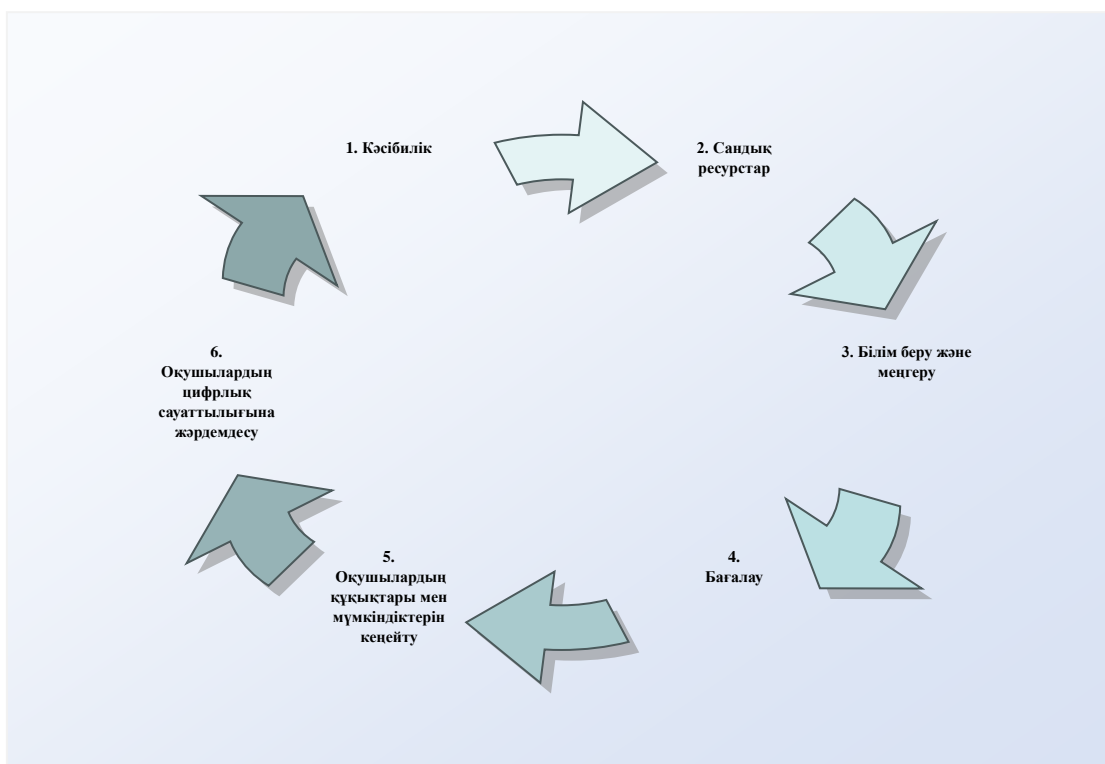 1. Кәсібилік
2. Сандық
ресурстар
3. Білім беру және
меңгеру
4.
Бағалау
5.
Оқушылардың
құқықтары мен
мүмкіндіктерін
кеңейту
6.
Оқушылардың
цифрлық
сауаттылығына
жәрдемдесу